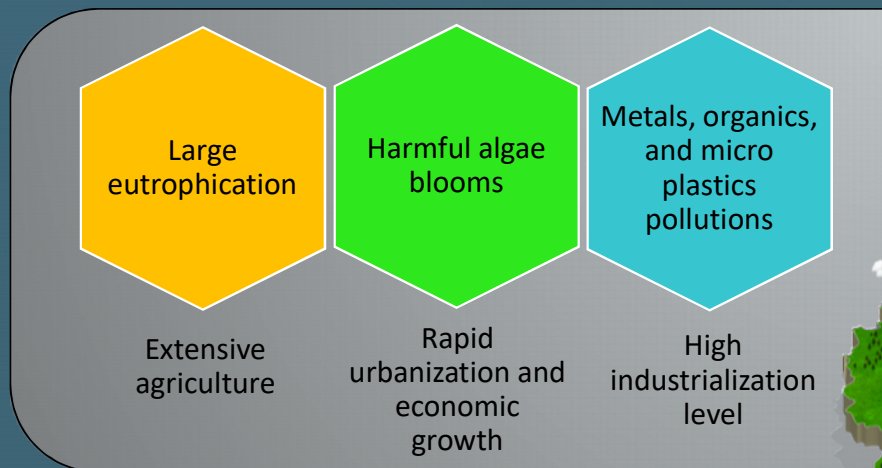 Large
eutrophication
Harmful algae
blooms
Metals, organics,
and micro
plastics
pollutions
Extensive
agriculture
Rapid
urbanization and
economic
growth
High
industrialization
level